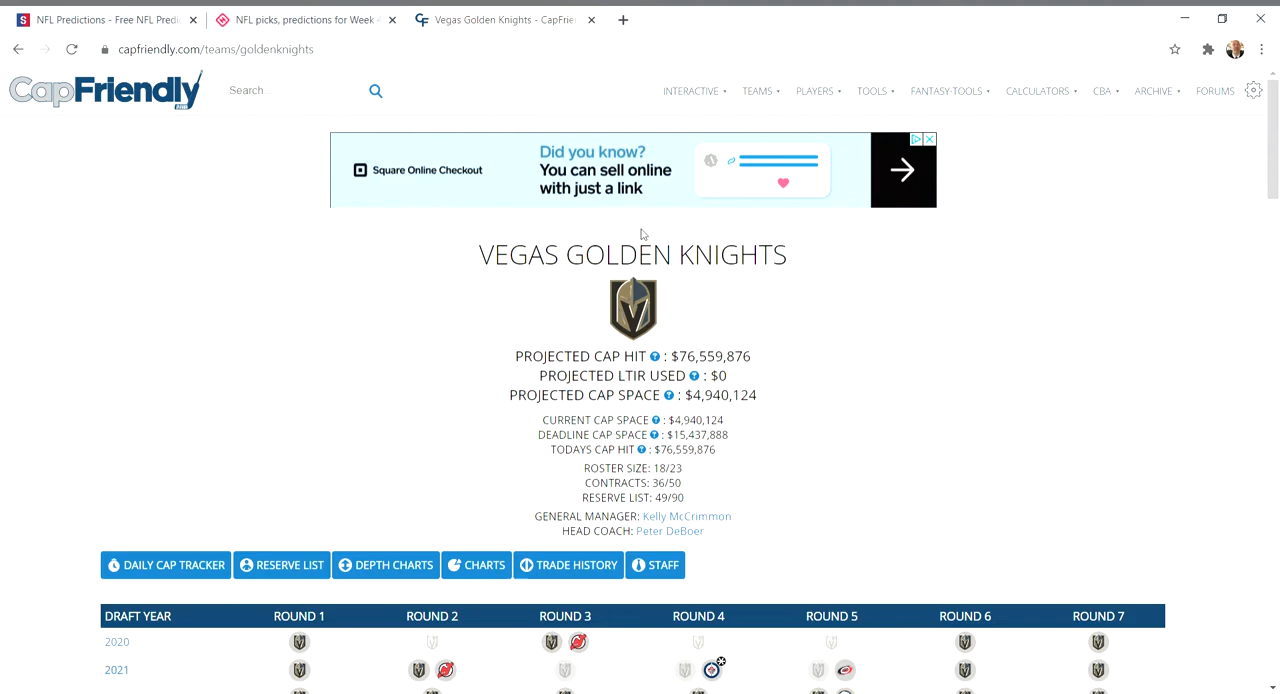 NFL Predictions - Free NFL Predi
NFL picks, predictions for Week 4
Vegas Golden Knights - CapFrie
capfriendly.com/teams/goldenknights
CapFriendly
Search...
INTERACTIVE
TEAMS
PLAYERS
TOOLS
FANTASY-TOOLS
CALCULATORS
CBA
ARCHIVE
FORUMS
Square Online Checkout
Did you know?
You can sell online
with just a link
VEGAS GOLDEN KNIGHTS
PROJECTED CAP HIT ? : $76,559,876
PROJECTED LTIR USED ? : $0
PROJECTED CAP SPACE ? : $4,940,124
CURRENT CAP SPACE ? : $4,940,124
DEADLINE CAP SPACE ? : $15,437,888
TODAYS CAP HIT ? : $76,559,876
ROSTER SIZE: 18/23
CONTRACTS: 36/50
RESERVE LIST: 49/90
GENERAL MANAGER: Kelly McCrimmon
HEAD COACH: Peter DeBoer
DAILY CAP TRACKER
RESERVE LIST
DEPTH CHARTS
CHARTS
TRADE HISTORY
STAFF
DRAFT YEAR ROUND 1 ROUND 2 ROUND 3 ROUND 4 ROUND 5 ROUND 6 ROUND 7
2020
2021